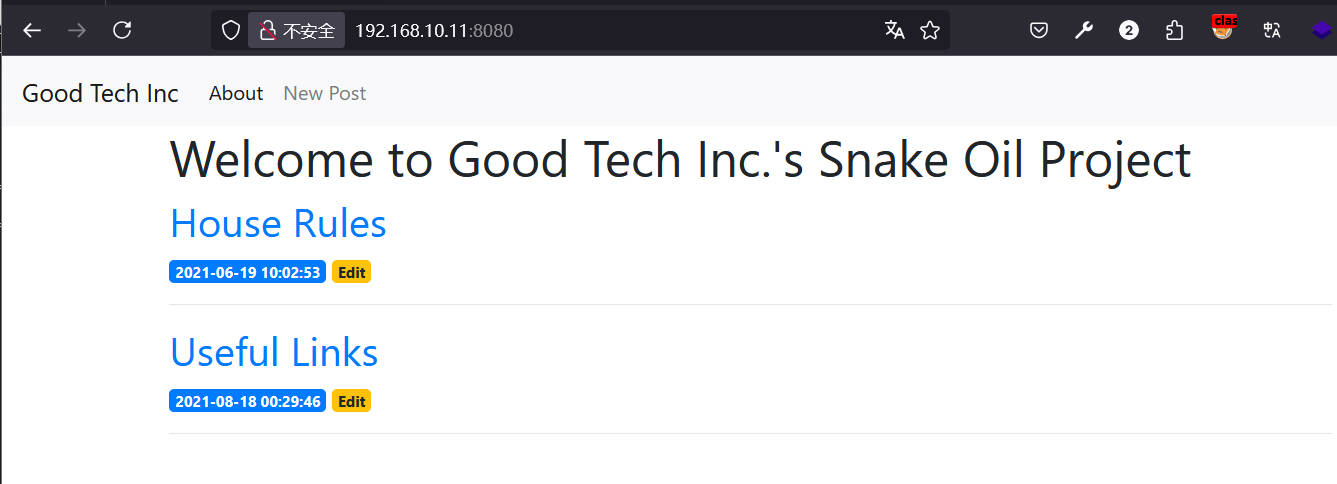 不安全 192.168.10.11:8080 2 clas
Good Tech Inc About New Post
Welcome to Good Tech Inc.'s Snake Oil Project
House Rules
2021-06-19 10:02:53 Edit
Useful Links
2021-08-18 00:29:46 Edit